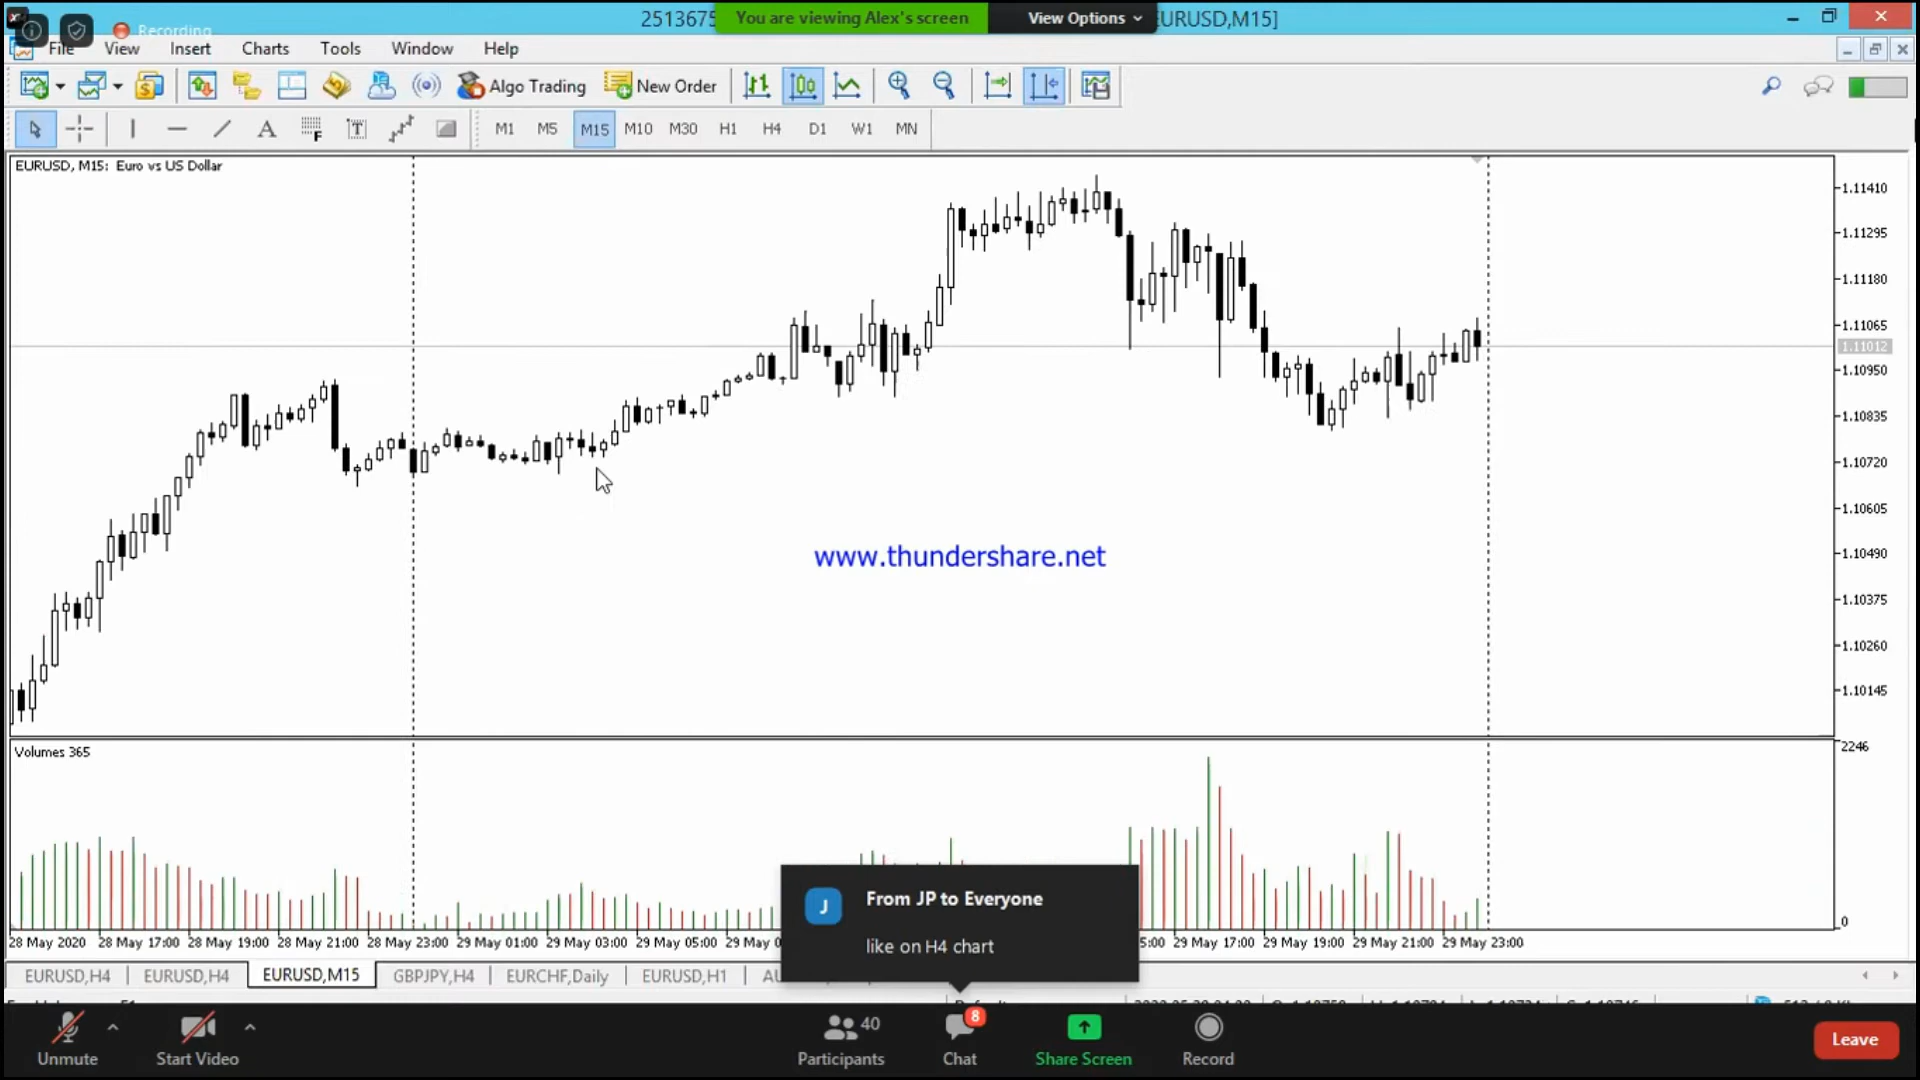 2513675
You are viewing Alex's screen
View Options
EURUSD,M15]
Recording
File View Insert Charts Tools Window Help
Algo Trading
New Order
M1 M5 M15 M10 M30 H1 H4 D1 W1 MN
EURUSD, M15: Euro vs US Dollar
1.11410
1.11295
1.11180
1.11065
1.11012
1.10950
1.10835
1.10720
1.10605
1.10490
1.10375
1.10260
1.10145
www.thundershare.net
Volumes 365
2246
0
28 May 2020 28 May 17:00 28 May 19:00 28 May 21:00 28 May 23:00 29 May 01:00 29 May 03:00 29 May 05:00 29 May 0 5:00 29 May 17:00 29 May 19:00 29 May 21:00 29 May 23:00
J
From JP to Everyone
like on H4 chart
EURUSD,H4 EURUSD,H4 EURUSD,M15 GBPJPY,H4 EURCHF,Daily EURUSD,H1 AU
Unmute
Start Video
40
Participants
8
Chat
Share Screen
Record
Leave